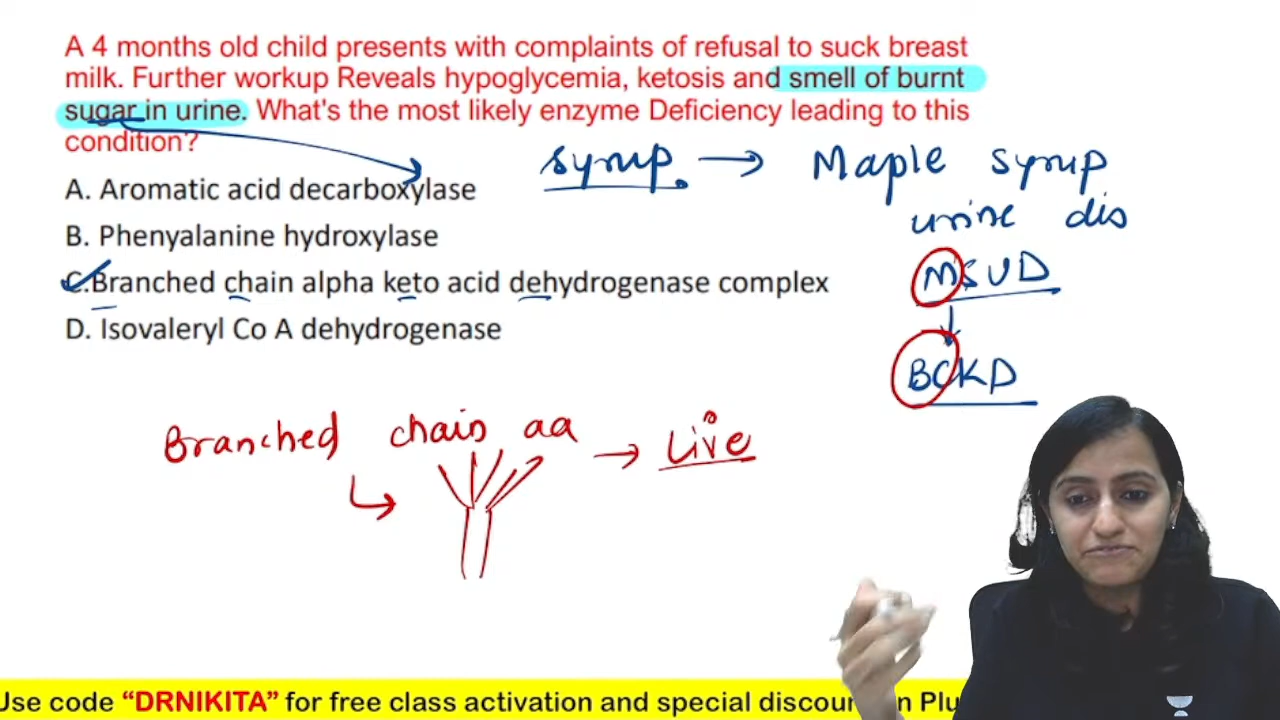 A 4 months old child presents with complaints of refusal to suck breast
milk. Further workup Reveals hypoglycemia, ketosis and smell of burnt
sugar in urine. What's the most likely enzyme Deficiency leading to this
condition?
syrup. → Maple syrup
urine dis
A. Aromatic acid decarboxylase
B. Phenyalanine hydroxylase
MSUD
C. Branched chain alpha keto acid dehydrogenase complex
D. Isovaleryl Co A dehydrogenase
BCKD
Branched chain aa → Live
Use code “DRNIKITA” for free class activation and special discoun n Plu